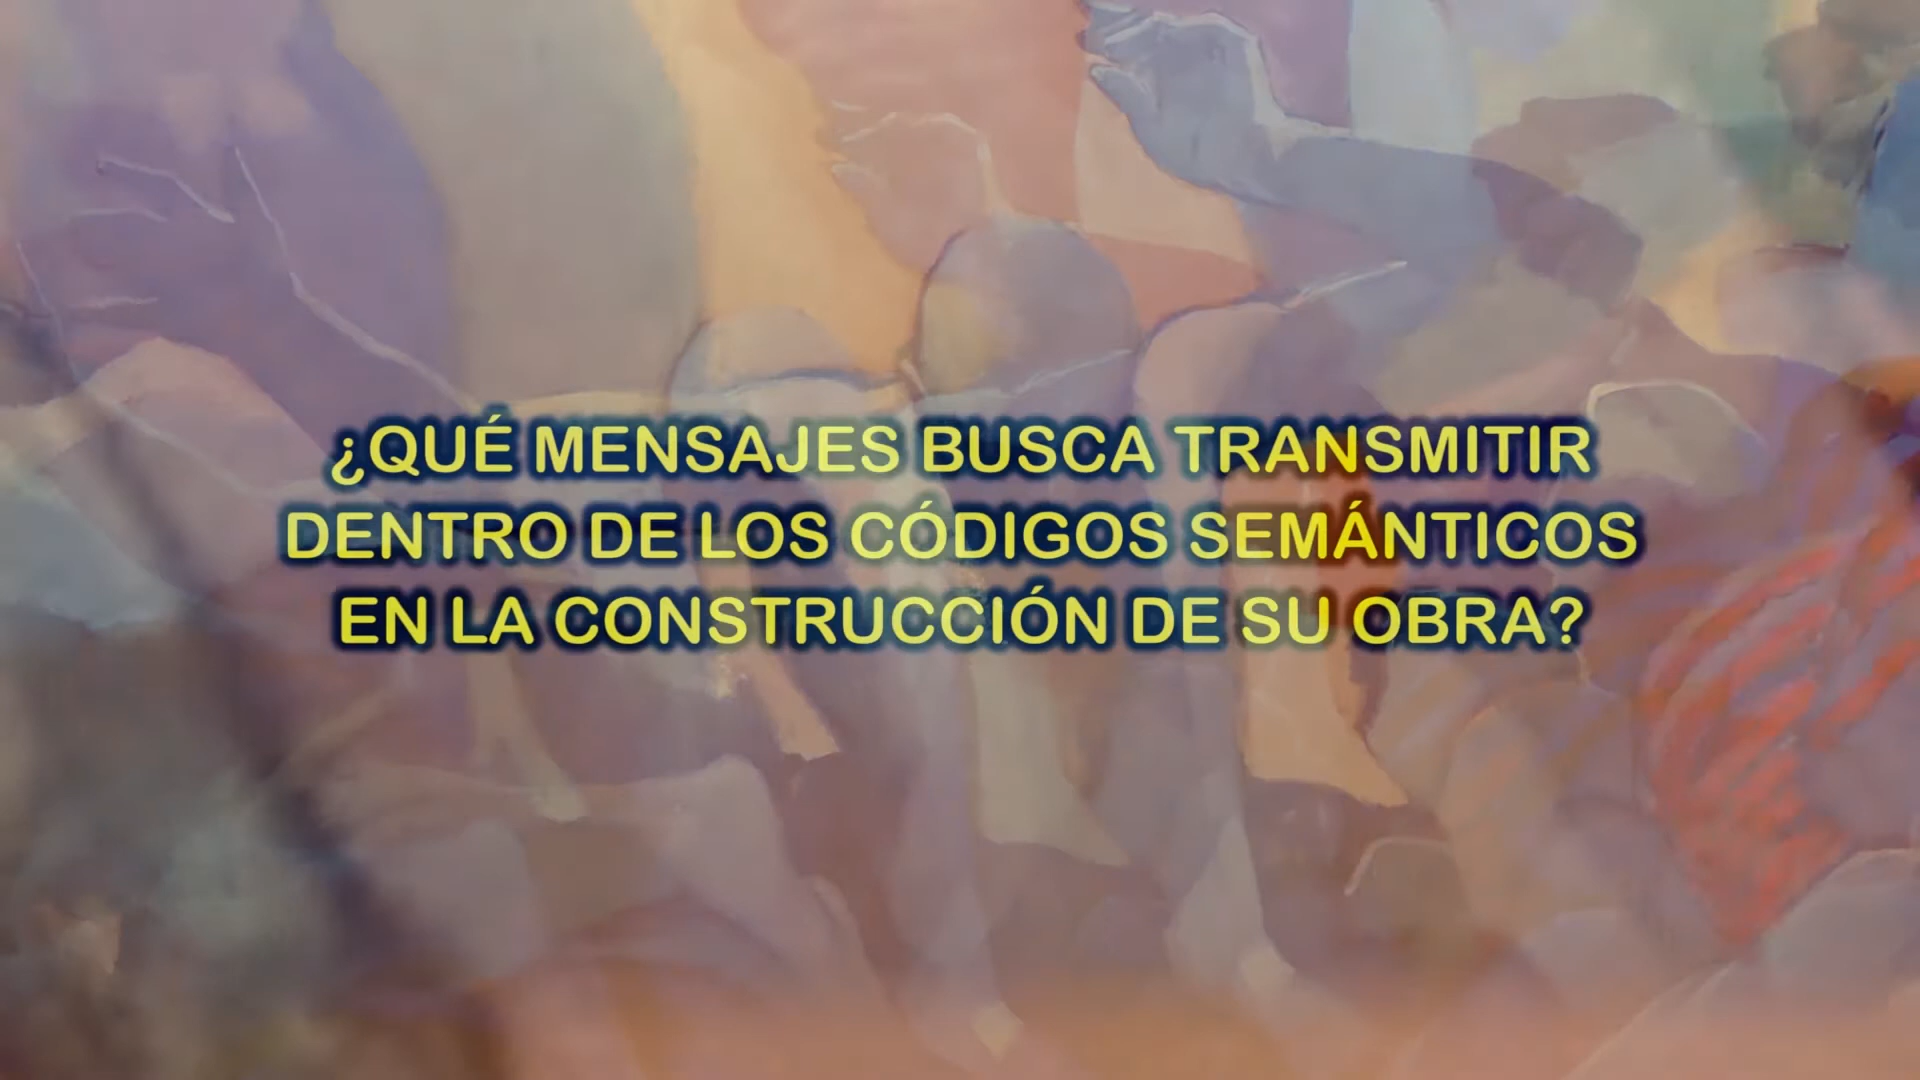 ¿QUÉ MENSAJES BUSCA TRANSMITIR
DENTRO DE LOS CÓDIGOS SEMÁNTICOS
EN LA CONSTRUCCIÓN DE SU OBRA?